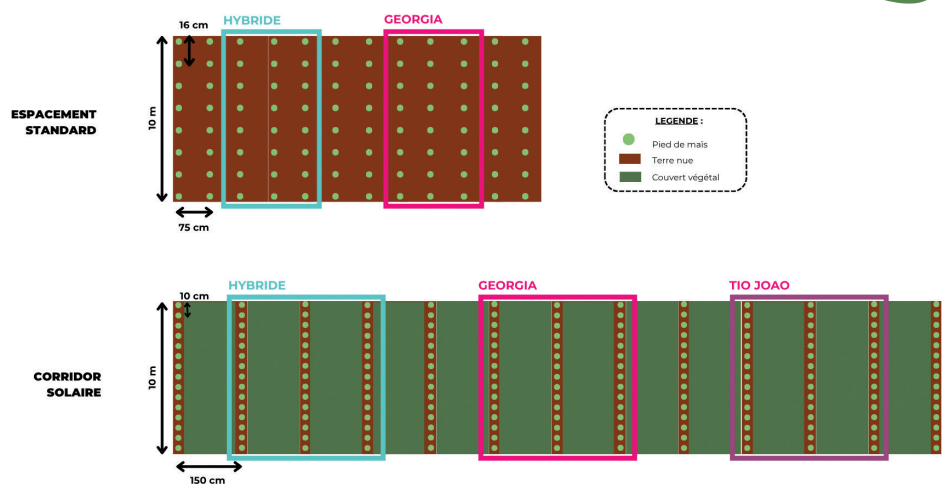 16 cm
HYBRIDE
GEORGIA
ESPACEMENT
STANDARD
10 m
75 cm
LEGENDE :
Pied de maïs
Terre nue
Couvert végétal
10 cm
HYBRIDE
GEORGIA
TIO JOAO
CORRIDOR
SOLAIRE
10 m
150 cm